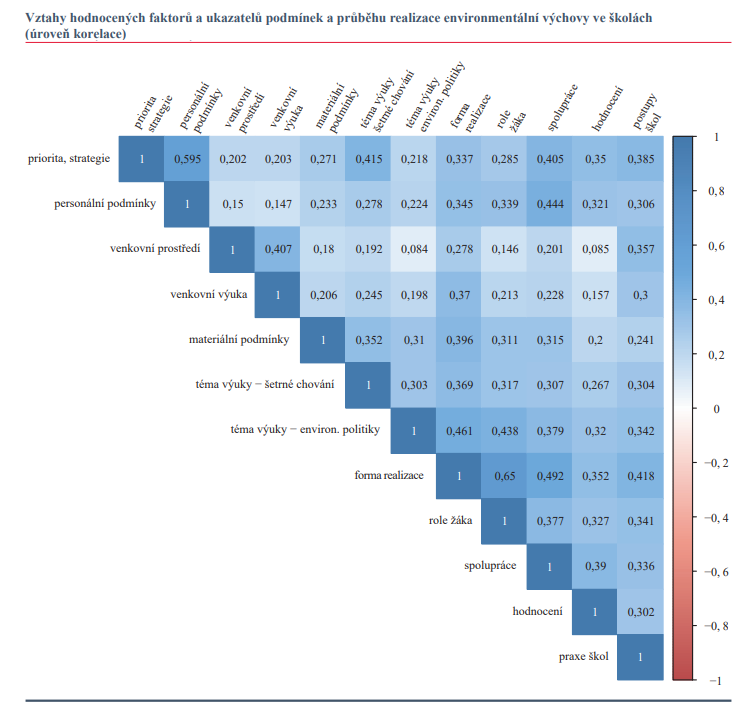 Vztahy hodnocených faktorů a ukazatelů podmínek a průběhu realizace environmentální výchovy ve školách
(úroveň korelace)
priorita
strategie
personální
podmínky
venkovní
prostředí
venkovní
výuka
materiální
podmínky
téma výuky
šetrné chování
téma výuky
environ. politiky
forma
realizace
role
žáka
spolupráce
hodnocení
postupy
škol
priorita, strategie 1 0,595 0,202 0,203 0,271 0,415 0,218 0,337 0,285 0,405 0,35 0,385
personální podmínky 1 0,15 0,147 0,233 0,278 0,224 0,345 0,339 0,444 0,321 0,306
venkovní prostředí 1 0,407 0,18 0,192 0,084 0,278 0,146 0,201 0,085 0,357
venkovní výuka 1 0,206 0,245 0,198 0,37 0,213 0,228 0,157 0,3
materiální podmínky 1 0,352 0,31 0,396 0,311 0,315 0,2 0,241
téma výuky − šetrné chování 1 0,303 0,369 0,317 0,307 0,267 0,304
téma výuky − environ. politiky 1 0,461 0,438 0,379 0,32 0,342
forma realizace 1 0,65 0,492 0,352 0,418
role žáka 1 0,377 0,327 0,341
spolupráce 1 0,39 0,336
hodnocení 1 0,302
praxe škol 1
1
0, 8
0, 6
0, 4
0, 2
0
−0, 2
−0, 4
−0, 6
−0, 8
−1